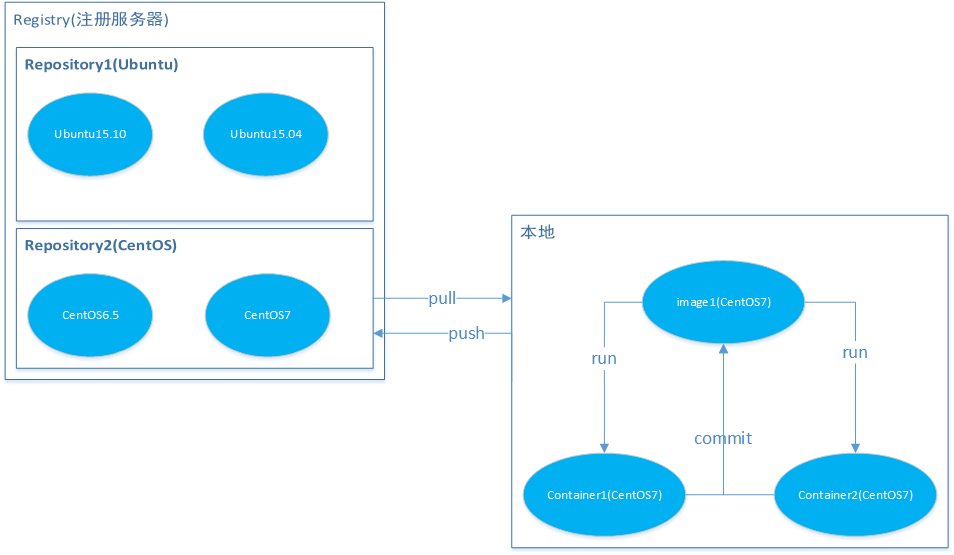 Registry(注册服务器)
Repository1(Ubuntu)
Ubuntu15.10
Ubuntu15.04
Repository2(CentOS)
CentOS6.5
CentOS7
pull
push
本地
image1(CentOS7)
run
run
commit
Container1(CentOS7)
Container2(CentOS7)